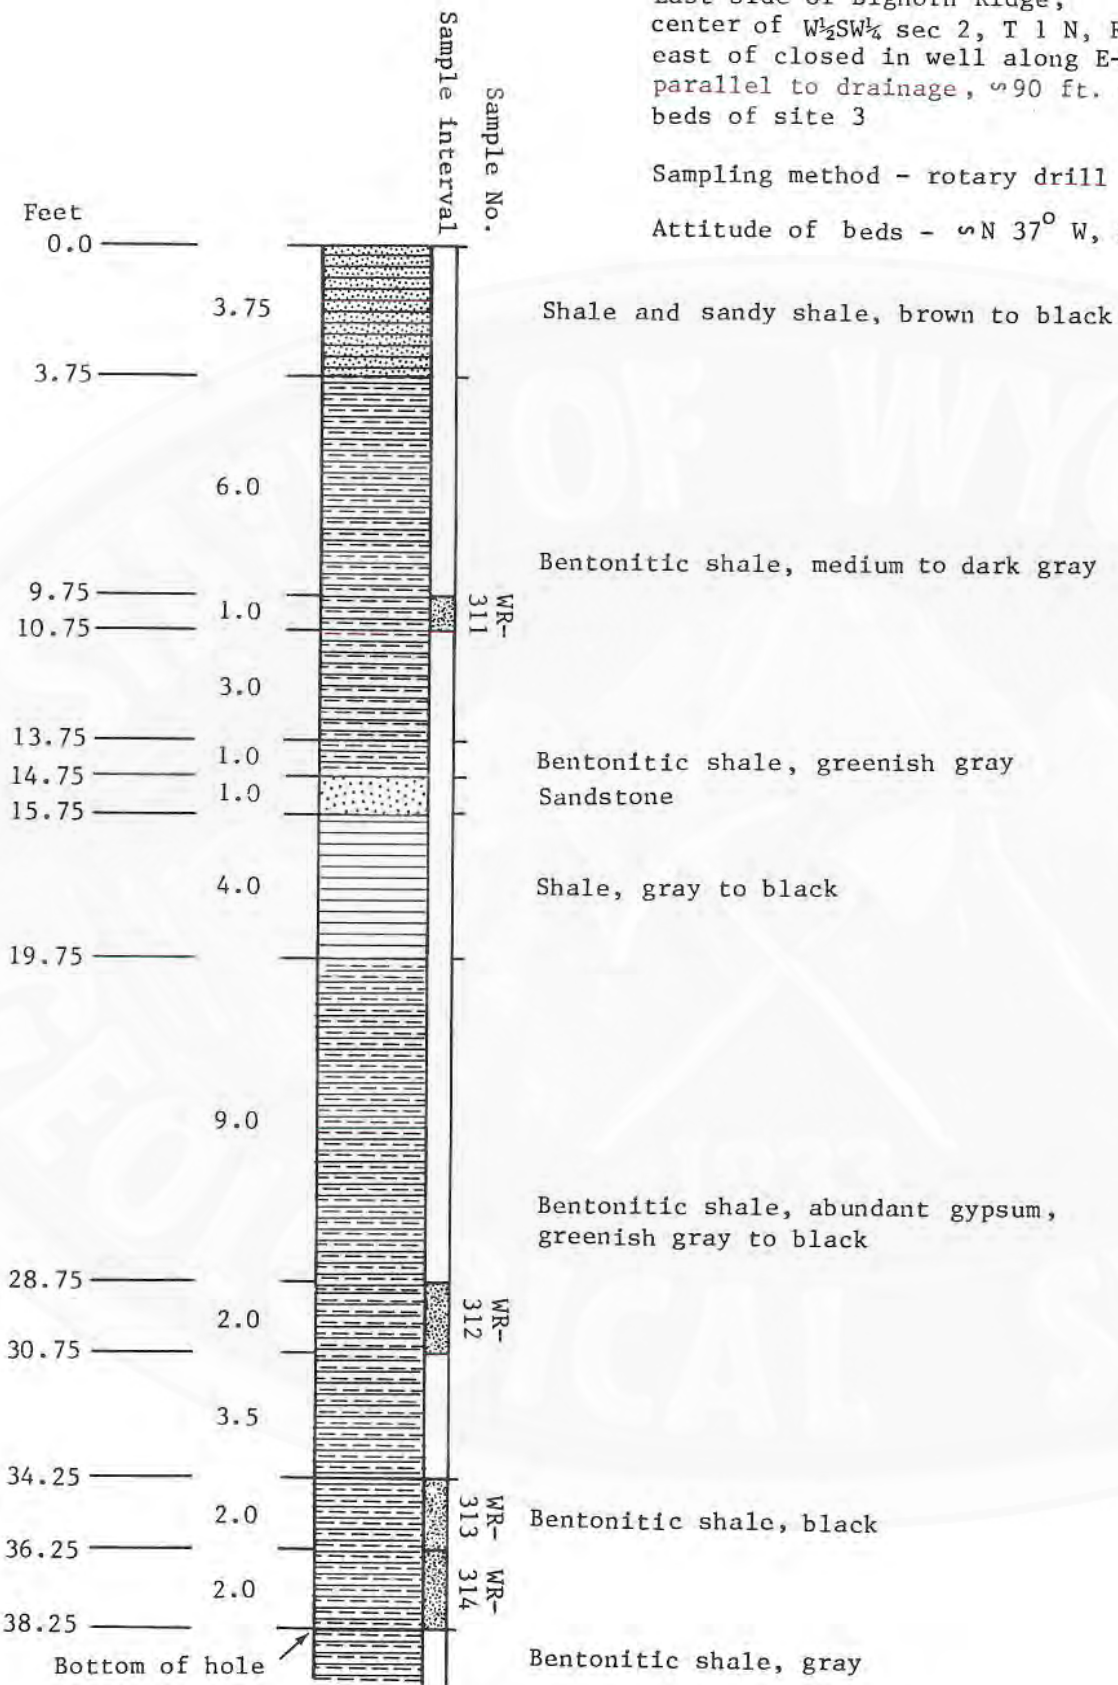 East side of Bighorn Ridge,
center of W½SW¼ sec 2, T 1 N,
east of closed in well along E-
parallel to drainage, ∽90 ft.
beds of site 3
Sampling method - rotary drill
Attitude of beds - ∽N 37° W,
Sample interval
Sample No.
Feet
0.0
3.75
Shale and sandy shale, brown to black
3.75
6.0
Bentonitic shale, medium to dark gray
9.75
1.0
WR-
311
10.75
3.0
13.75
1.0
Bentonitic shale, greenish gray
14.75
1.0
Sandstone
15.75
4.0
Shale, gray to black
19.75
9.0
Bentonitic shale, abundant gypsum,
greenish gray to black
28.75
2.0
WR-
312
30.75
3.5
34.25
2.0
WR-
313
Bentonitic shale, black
36.25
2.0
WR-
314
38.25
Bottom of hole
Bentonitic shale, gray